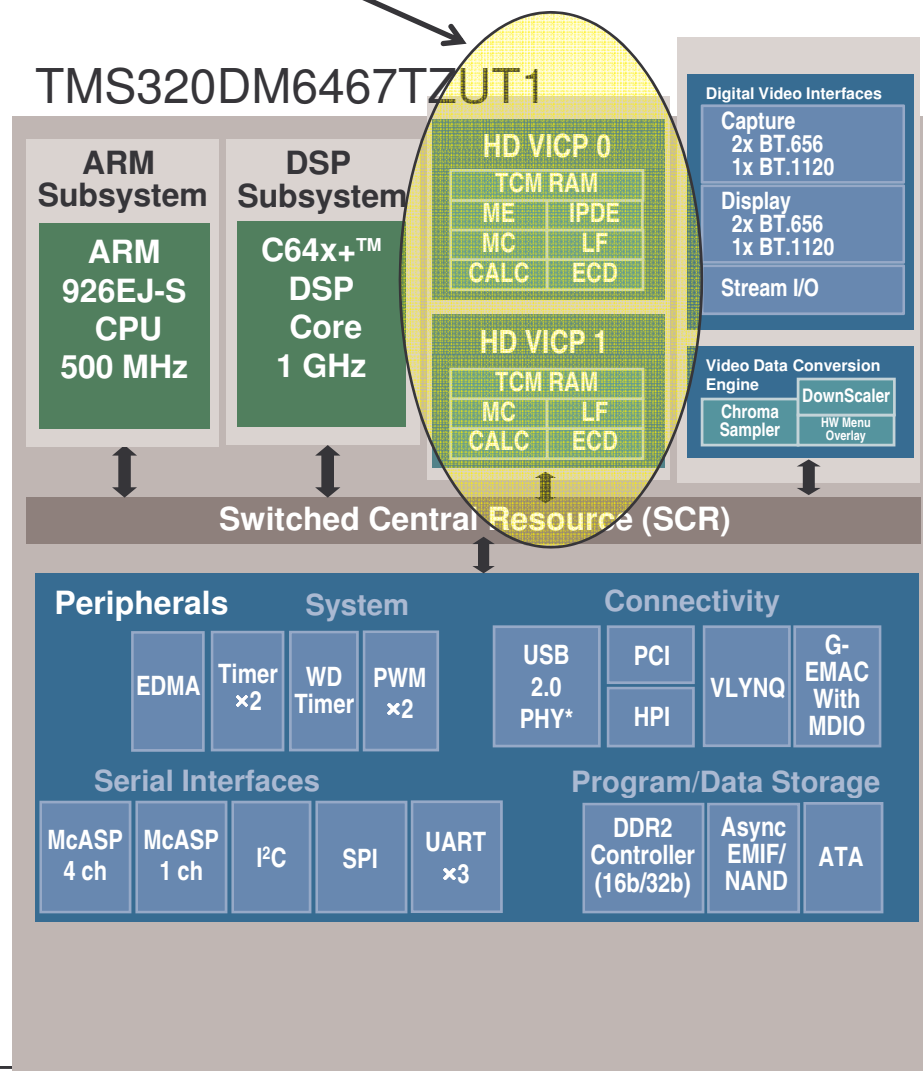 TMS320DM6467TZUT1
ARM
Subsystem
ARM
926EJ-S
CPU
500 MHz
DSP
Subsystem
C64x+™
DSP
Core
1 GHz
HD VICP 0
TCM RAM
ME IPDE
MC LF
CALC ECD
HD VICP 1
TCM RAM
MC LF
CALC ECD
Digital Video Interfaces
Capture
2x BT.656
1x BT.1120
Display
2x BT.656
1x BT.1120
Stream I/O
Video Data Conversion
Engine
Chroma
Sampler
DownScaler
HW Menu
Overlay
Switched Central Resource (SCR)
Peripherals
System
EDMA
Timer
×2
WD
Timer
PWM
×2
Connectivity
USB
2.0
PHY*
PCI
HPI
VLYNQ
G-
EMAC
With
MDIO
Serial Interfaces
McASP
4 ch
McASP
1 ch
I²C
SPI
UART
×3
Program/Data Storage
DDR2
Controller
(16b/32b)
Async
EMIF/
NAND
ATA